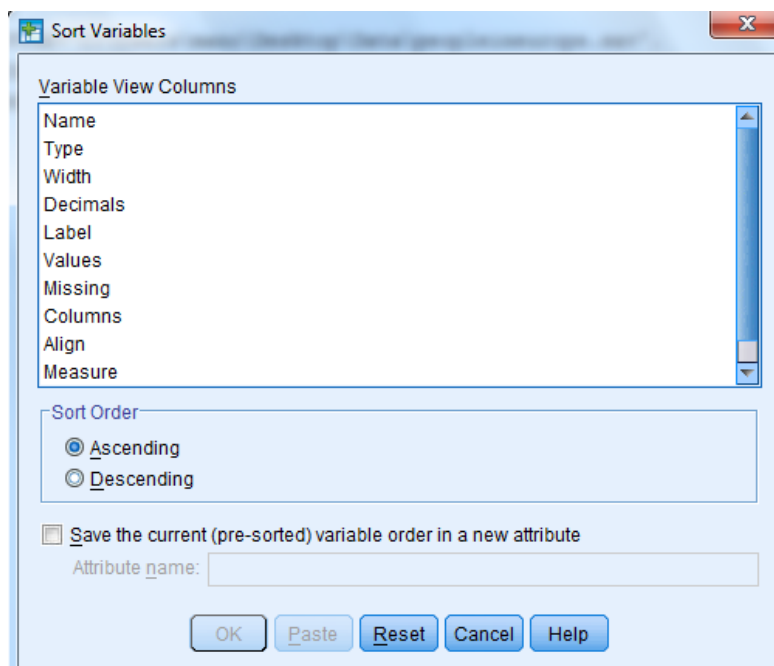 Sort Variables
Variable View Columns
Name
Type
Width
Decimals
Label
Values
Missing
Columns
Align
Measure
Sort Order
Ascending
Descending
Save the current (pre-sorted) variable order in a new attribute
Attribute name:
OK Paste Reset Cancel Help